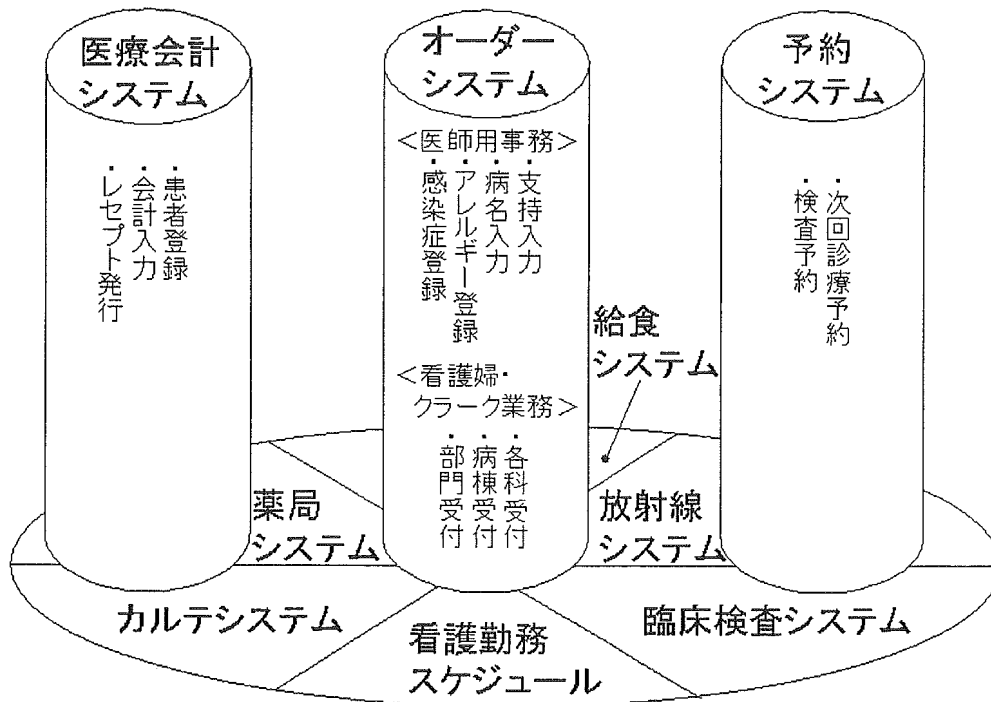 医療会計
システム
・患者登録
・会計入力
・レセプト発行
オーダー
システム
＜医師用事務＞
・支持入力
・病名入力
・アレルギー登録
・感染症登録
＜看護婦・
クラーク業務＞
・各科受付
・病棟受付
・部門受付
予約
システム
・次回診療予約
・検査予約
給食
システム
薬局
システム
放射線
システム
カルテシステム
看護勤務
スケジュール
臨床検査システム